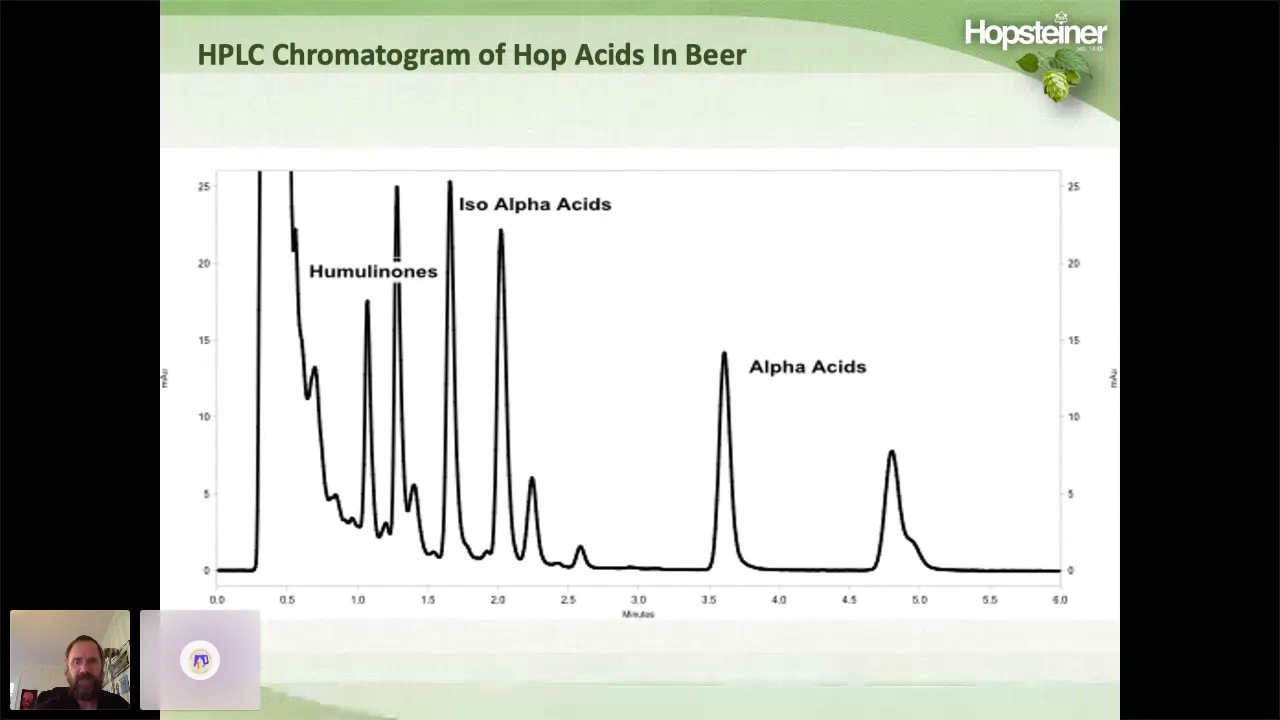 HPLC Chromatogram of Hop Acids In Beer
Hopsteiner
est. 1845
Iso Alpha Acids
Humulinones
Alpha Acids
25
20
15
10
5
0
mAu
25
20
15
10
5
0
mAu
0.0 0.5 1.0 1.5 2.0 2.5 3.0 3.5 4.0 4.5 5.0 5.5 6.0
Minutes